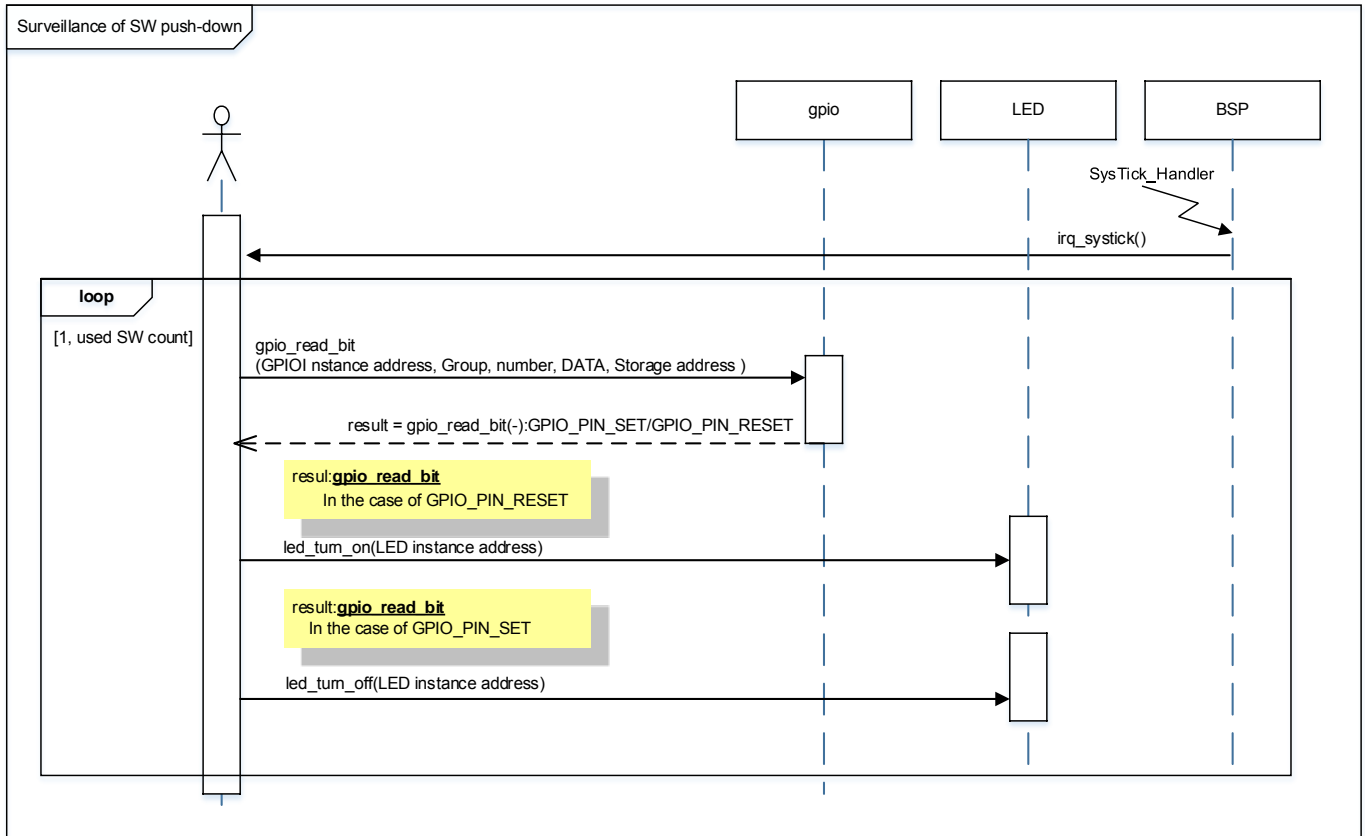 Surveillance of SW push-down
gpio
LED
BSP
SysTick_Handler
irq_systick()
loop
[1, used SW count]
gpio_read_bit
(GPIOI nstance address, Group, number, DATA, Storage address )
result = gpio_read_bit(-):GPIO_PIN_SET/GPIO_PIN_RESET
resul:gpio_read_bit
In the case of GPIO_PIN_RESET
led_turn_on(LED instance address)
result:gpio_read_bit
In the case of GPIO_PIN_SET
led_turn_off(LED instance address)